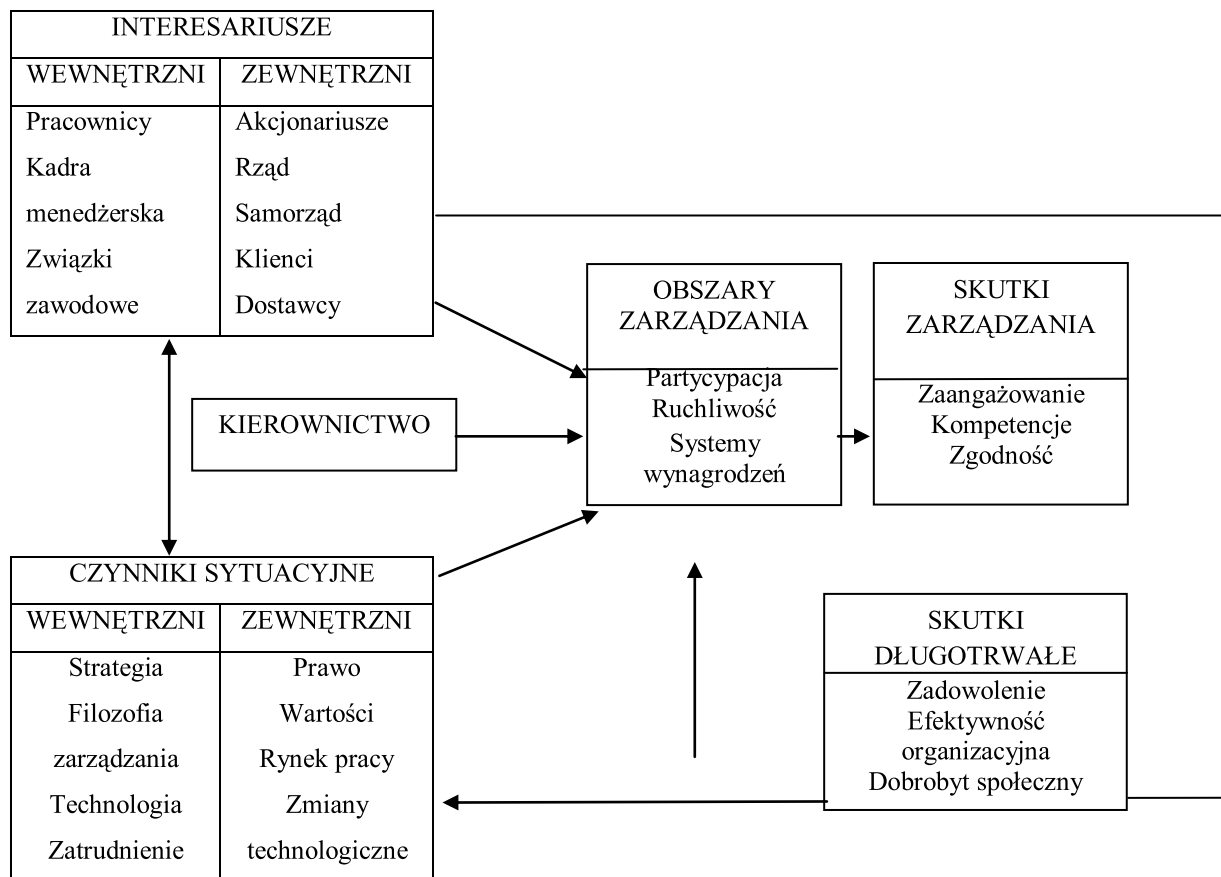 INTERESARIUSZE
WEWNĘTRZNI
ZEWNĘTRZNI
Pracownicy
Kadra
menedżerska
Związki
zawodowe
Akcjonariusze
Rząd
Samorząd
Klienci
Dostawcy
KIEROWNICTWO
OBSZARY
ZARZĄDZANIA
Partycypacja
Ruchliwość
Systemy
wynagrodzeń
SKUTKI
ZARZĄDZANIA
Zaangażowanie
Kompetencje
Zgodność
CZYNNIKI SYTUACYJNE
WEWNĘTRZNI
ZEWNĘTRZNI
Strategia
Filozofia
zarządzania
Technologia
Zatrudnienie
Prawo
Wartości
Rynek pracy
Zmiany
technologiczne
SKUTKI
DŁUGOTRWAŁE
Zadowolenie
Efektywność
organizacyjna
Dobrobyt społeczny